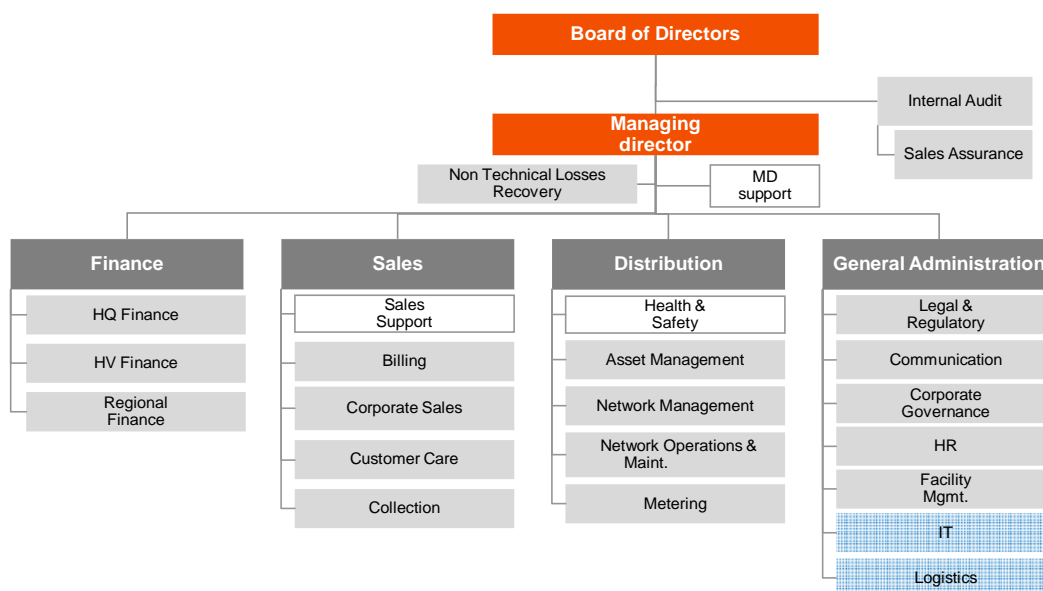 Board of Directors
Internal Audit
Managing
director
Sales Assurance
Non Technical Losses
Recovery
MD
support
Finance
Sales
Distribution
General Administration
HQ Finance
HV Finance
Regional
Finance
Sales
Support
Billing
Corporate Sales
Customer Care
Collection
Health &
Safety
Asset Management
Network Management
Network Operations &
Maint.
Metering
Legal &
Regulatory
Communication
Corporate
Governance
HR
Facility
Mgmt.
IT
Logistics